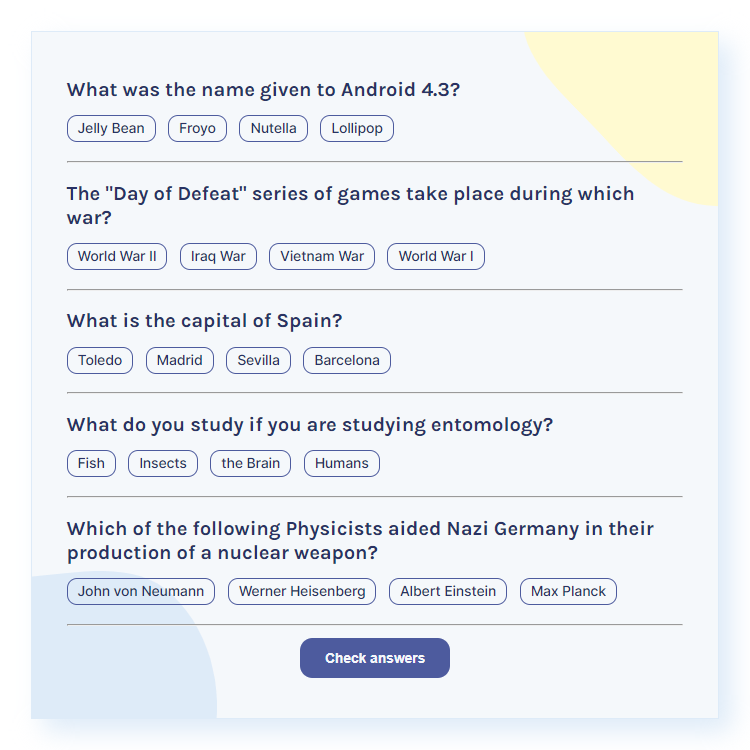 What was the name given to Android 4.3?
Jelly Bean Froyo Nutella Lollipop
The "Day of Defeat" series of games take place during which
war?
World War II Iraq War Vietnam War World War I
What is the capital of Spain?
Toledo Madrid Sevilla Barcelona
What do you study if you are studying entomology?
Fish Insects the Brain Humans
Which of the following Physicists aided Nazi Germany in their
production of a nuclear weapon?
John von Neumann Werner Heisenberg Albert Einstein Max Planck
Check answers